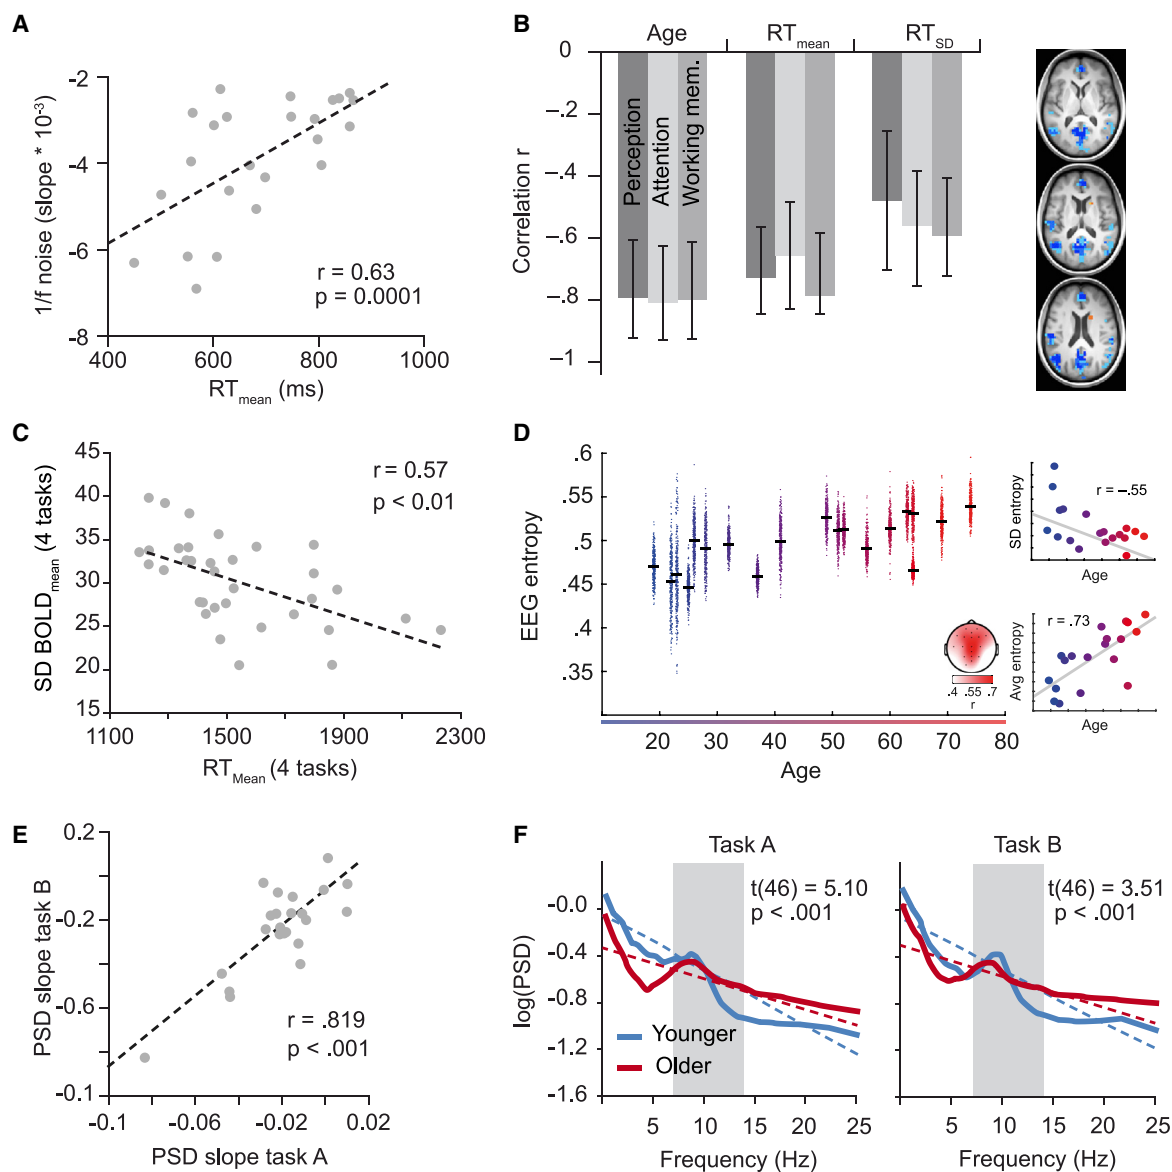 A
1/f noise (slope * 10-3)
–2
–4
–6
–8
400
600
800
1000
RTmean (ms)
r = 0.63
p = 0.0001
B
Age
RTmean
RTSD
Correlation r
0
–.2
–.4
–.6
–.8
–1
Perception
Attention
Working mem.
C
SD BOLDmean (4 tasks)
45
40
35
30
25
20
15
1100
1500
1900
2300
RTMean (4 tasks)
r = 0.57
p < 0.01
D
EEG entropy
.6
.55
.5
.45
.4
.35
20
30
40
50
60
70
80
Age
.4 .55 .7
r
SD entropy
r = –.55
Age
Avg entropy
r = .73
Age
E
PSD slope task B
0.2
-0.2
-0.6
-0.1
-0.1
-0.06
-0.02
0.02
PSD slope task A
r = .819
p < .001
F
Task A
log(PSD)
-0.0
-0.4
-0.8
-1.2
-1.6
t(46) = 5.10
p < .001
Younger
Older
5
10
15
20
25
Frequency (Hz)
Task B
t(46) = 3.51
p < .001
5
10
15
20
25
Frequency (Hz)